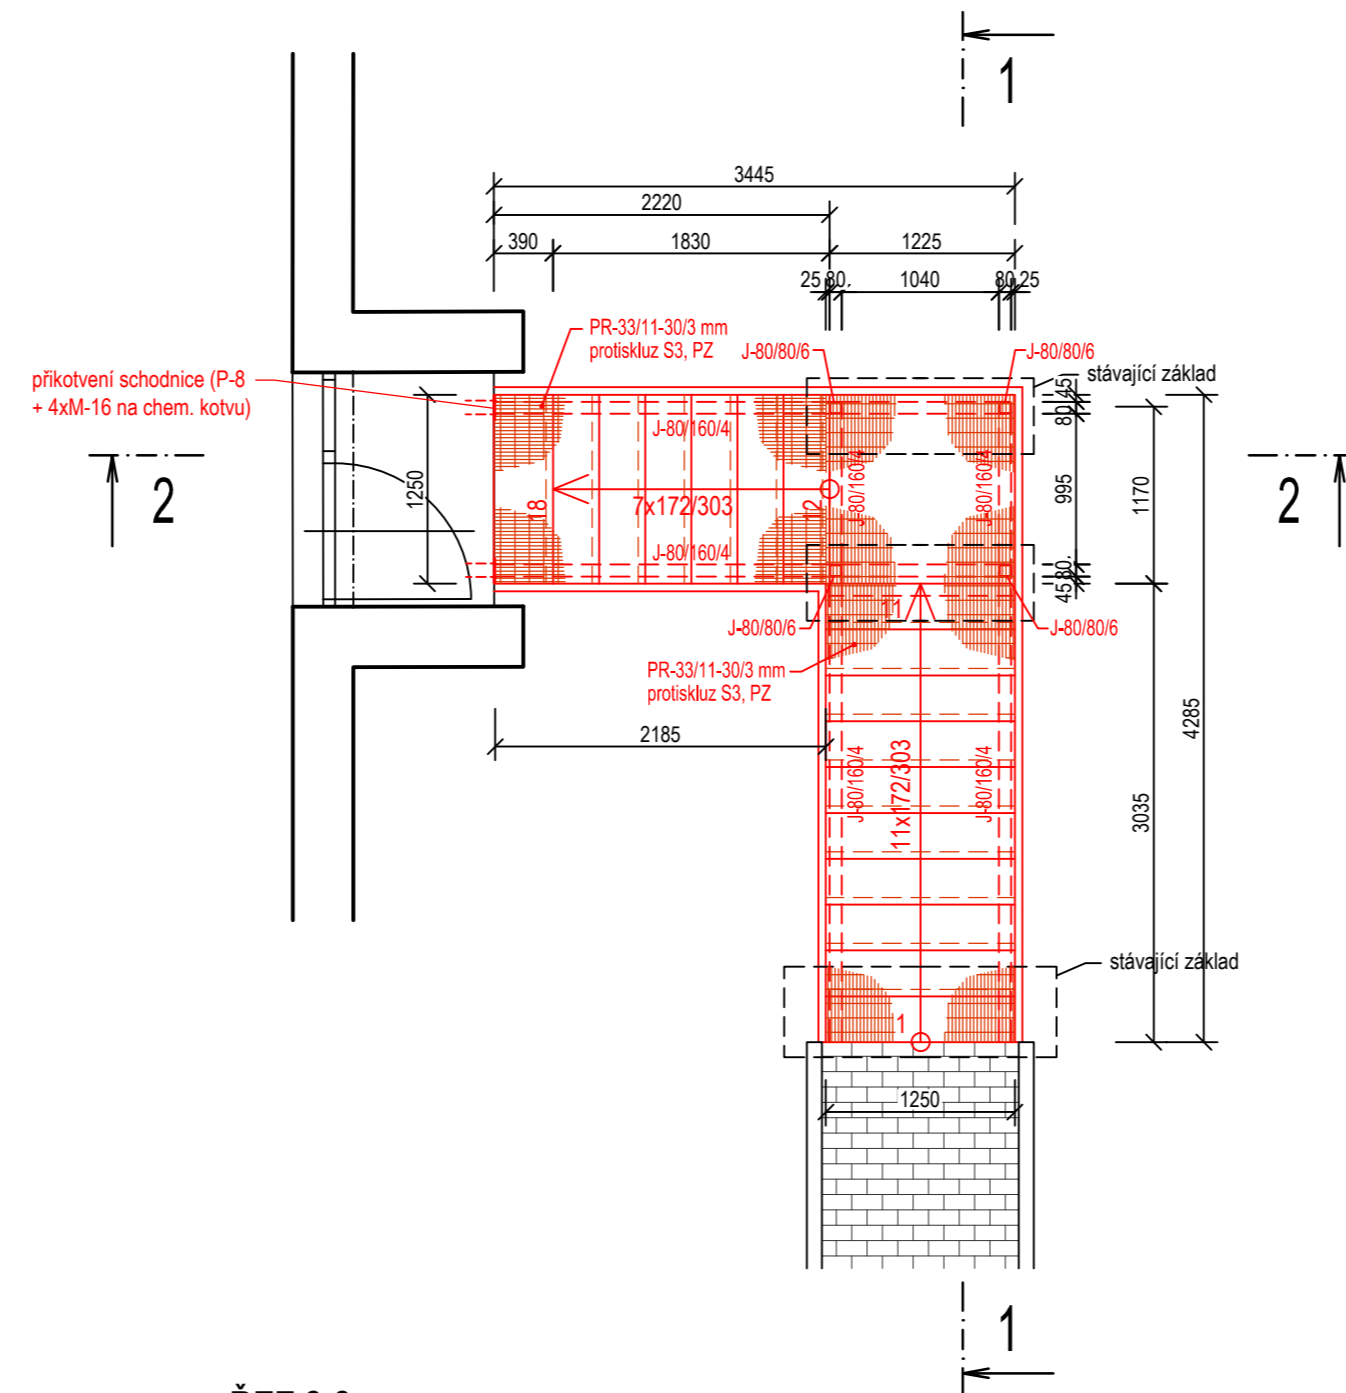 1
3445
2220
390
1830
1225
25
80.
1040
80
25
PR-33/11-30/3 mm
protiskluz S3, PZ
J-80/80/6
J-80/80/6
stávající základ
přikotvení schodnice (P-8
+ 4xM-16 na chem. kotvu)
J-80/160/4
45
80
2
1250
18
7x172/303
12
J-80/160/4
J-80/160/4
995
1170
2
J-80/160/4
80.
45
11
J-80/80/6
J-80/80/6
PR-33/11-30/3 mm
protiskluz S3, PZ
2185
4285
J-80/160/4
11x172/303
J-80/160/4
3035
stávající základ
1
1250
1